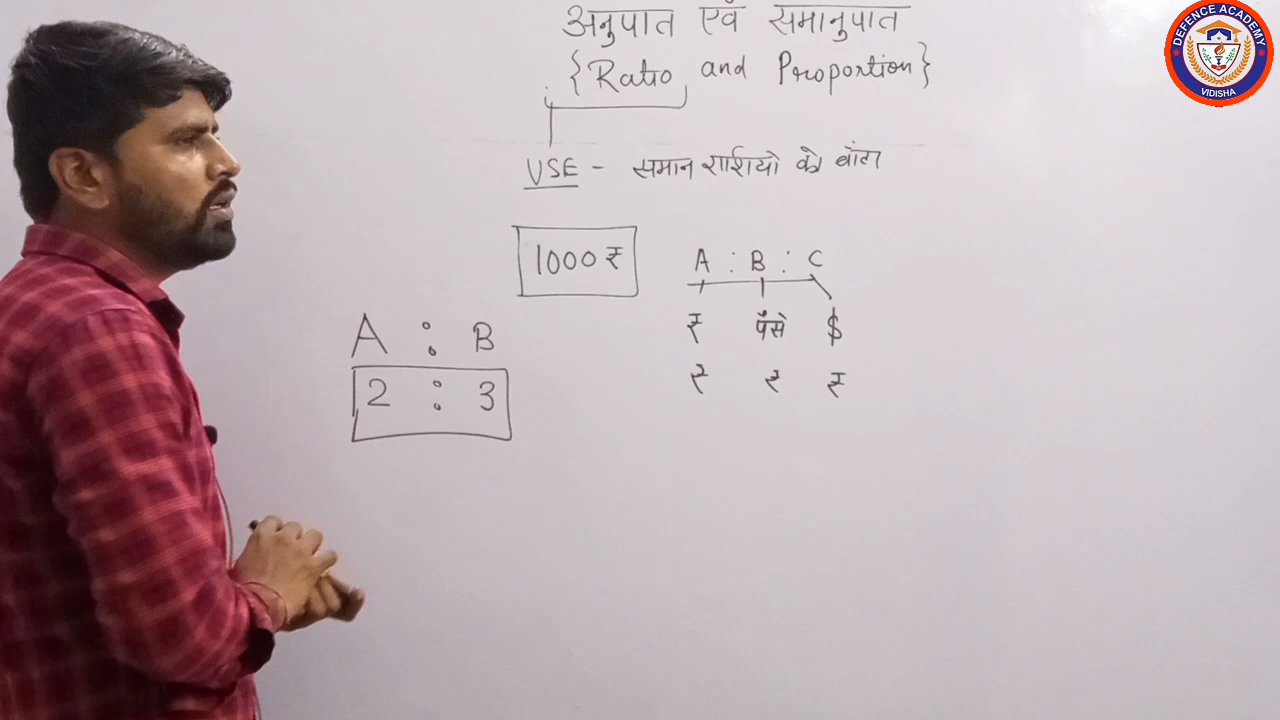 अनुपात एवं समानुपात
{Ratio and Proportion}
USE - समान राशियो को बांटा
1000 ₹
A : B : C
₹ पैसे $
₹ ₹ ₹
A : B
2 : 3
DEFENCE ACADEMY
VIDISHA